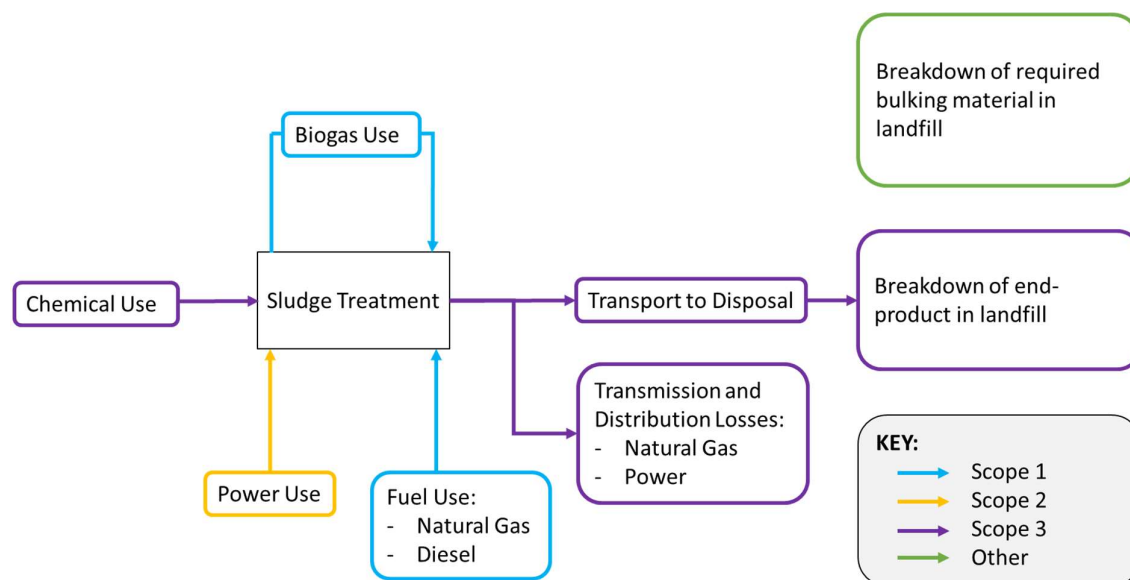 Breakdown of required
bulking material in
landfill
Biogas Use
Chemical Use
Sludge Treatment
Transport to Disposal
Breakdown of end-
product in landfill
Transmission and
Distribution Losses:
- Natural Gas
- Power
Power Use
Fuel Use:
- Natural Gas
- Diesel
KEY:
Scope 1
Scope 2
Scope 3
Other